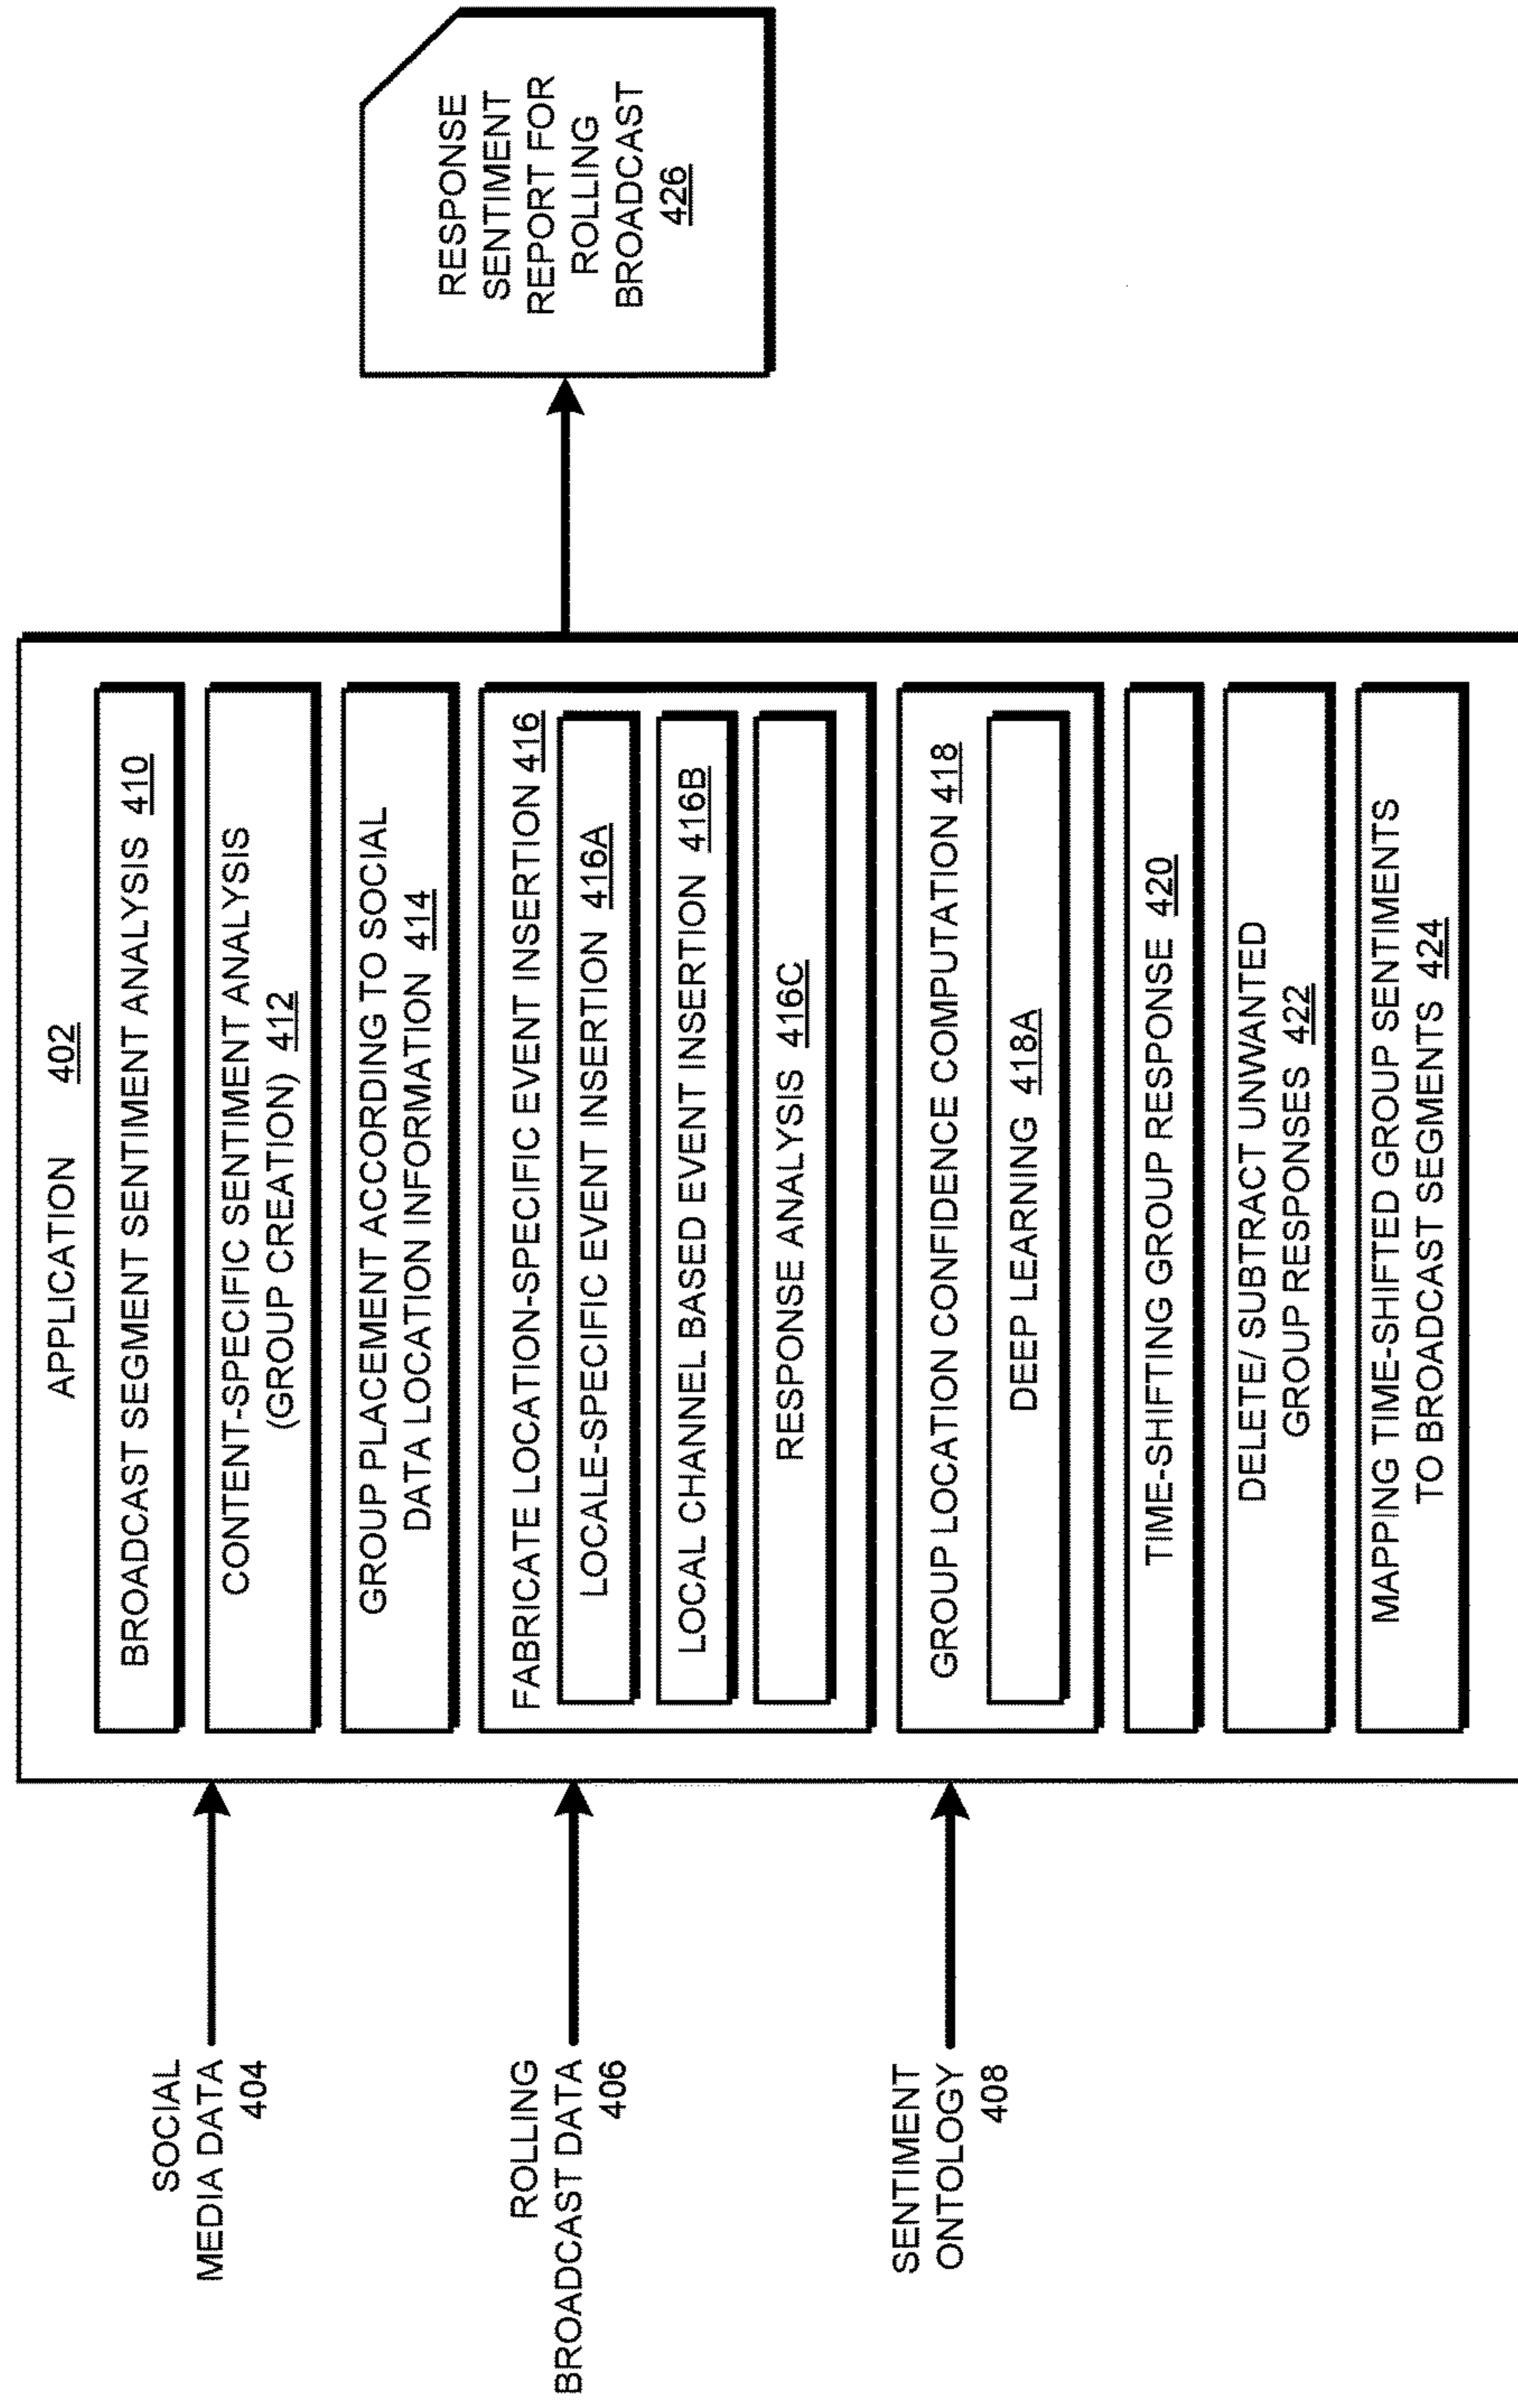 SOCIAL
MEDIA DATA
404
ROLLING
BROADCAST DATA
406
SENTIMENT
ONTOLOGY
408
APPLICATION 402
BROADCAST SEGMENT SENTIMENT ANALYSIS 410
CONTENT-SPECIFIC SENTIMENT ANALYSIS
(GROUP CREATION) 412
GROUP PLACEMENT ACCORDING TO SOCIAL
DATA LOCATION INFORMATION 414
FABRICATE LOCATION-SPECIFIC EVENT INSERTION 416
LOCALE-SPECIFIC EVENT INSERTION 416A
LOCAL CHANNEL BASED EVENT INSERTION 416B
RESPONSE ANALYSIS 416C
GROUP LOCATION CONFIDENCE COMPUTATION 418
DEEP LEARNING 418A
TIME-SHIFTING GROUP RESPONSE 420
DELETE/ SUBTRACT UNWANTED
GROUP RESPONSES 422
MAPPING TIME-SHIFTED GROUP SENTIMENTS
TO BROADCAST SEGMENTS 424
RESPONSE
SENTIMENT
REPORT FOR
ROLLING
BROADCAST
426